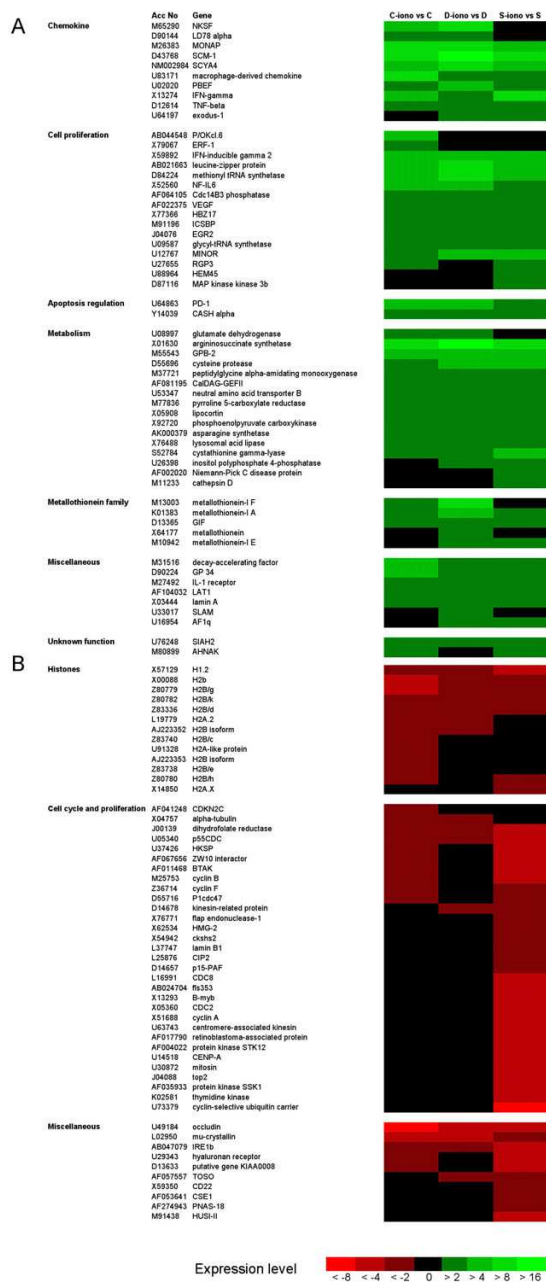 A
Acc No Gene C-iono vs C D-iono vs D S-iono vs S
Chemokine M65290 NKSF
D90144 LD78 alpha
M26383 MONAP
D43768 SCM-1
NM002984 SCYA4
U83171 macrophage-derived chemokine
U02020 PBEF
X13274 IFN-gamma
D12614 TNF-beta
U64197 exodus-1
Cell proliferation AB044548 P/OKcl.6
X79067 ERF-1
X59892 IFN-inducible gamma 2
AB021663 leucine-zipper protein
D84224 methionyl tRNA synthetase
X52560 NF-IL6
AF064105 Cdc14B3 phosphatase
AF022375 VEGF
X77366 HBZ17
M91196 ICSBP
J04076 EGR2
U09587 glycyl-tRNA synthetase
U12767 MINOR
U27655 RGP3
U88964 HEM45
D87116 MAP kinase kinase 3b
Apoptosis regulation U64863 PD-1
Y14039 CASH alpha
Metabolism U08997 glutamate dehydrogenase
X01630 argininosuccinate synthetase
M55543 GPB-2
D55696 cysteine protease
M37721 peptidylglycine alpha-amidating monooxygenase
AF081195 CalDAG-GEFII
U53347 neutral amino acid transporter B
M77836 pyrroline 5-carboxylate reductase
X05908 lipocortin
X92720 phosphoenolpyruvate carboxykinase
AK000379 asparagine synthetase
X76488 lysosomal acid lipase
S52784 cystathionine gamma-lyase
U26398 inositol polyphosphate 4-phosphatase
AF002020 Niemann-Pick C disease protein
M11233 cathepsin D
Metallothionein family M13003 metallothionein-I F
K01383 metallothionein-I A
D13365 GIF
X64177 metallothionein
M10942 metallothionein-I E
Miscellaneous M31516 decay-accelerating factor
D90224 GP 34
M27492 IL-1 receptor
AF104032 LAT1
X03444 lamin A
U33017 SLAM
U16954 AF1q
Unknown function U76248 SIAH2
M80899 AHNAK
B
Histones X57129 H1.2
X00088 H2b
Z80779 H2B/g
Z80782 H2B/k
Z83336 H2B/d
L19779 H2A.2
AJ223352 H2B isoform
Z83740 H2B/c
U91328 H2A-like protein
AJ223353 H2B isoform
Z83738 H2B/e
Z80780 H2B/h
X14850 H2A.X
Cell cycle and proliferation AF041248 CDKN2C
X04757 alpha-tubulin
J00139 dihydrofolate reductase
U05340 p55CDC
U37426 HKSP
AF067656 ZW10 interactor
AF011468 BTAK
M25753 cyclin B
Z36714 cyclin F
D55716 P1cdc47
D14678 kinesin-related protein
X76771 flap endonuclease-1
X62534 HMG-2
X54942 ckshs2
L37747 lamin B1
L25876 CIP2
D14657 p15-PAF
L16991 CDC8
AB024704 fls353
X13293 B-myb
X05360 CDC2
X51688 cyclin A
U63743 centromere-associated kinesin
AF017790 retinoblastoma-associated protein
AF004022 protein kinase STK12
U14518 CENP-A
U30872 mitosin
J04088 top2
AF035933 protein kinase SSK1
K02581 thymidine kinase
U73379 cyclin-selective ubiquitin carrier
Miscellaneous U49184 occludin
L02950 mu-crystallin
AB047079 IRE1b
U29343 hyaluronan receptor
D13633 putative gene KIAA0008
AF057557 TOSO
X59350 CD22
AF053641 CSE1
AF274943 PNAS-18
M91438 HUSI-II
Expression level < -8 < -4 < -2 0 > 2 > 4 > 8 > 16